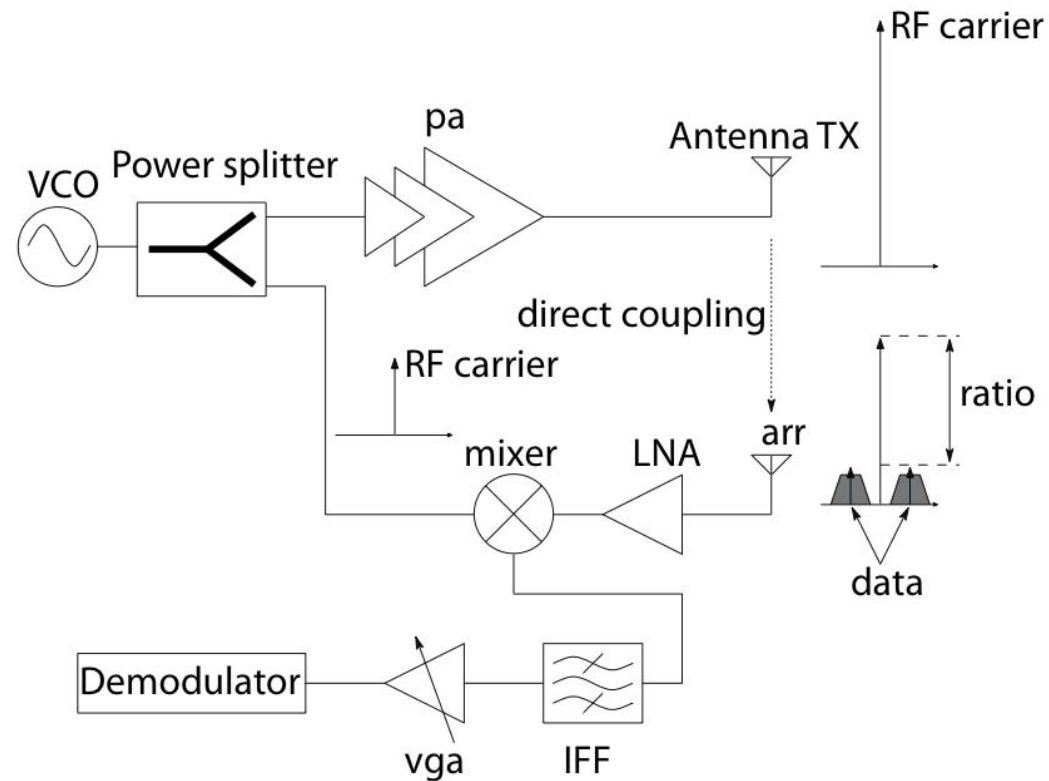 RF carrier
pa
Antenna TX
Power splitter
VCO
direct coupling
RF carrier
ratio
arr
mixer
LNA
data
Demodulator
vga
IFF